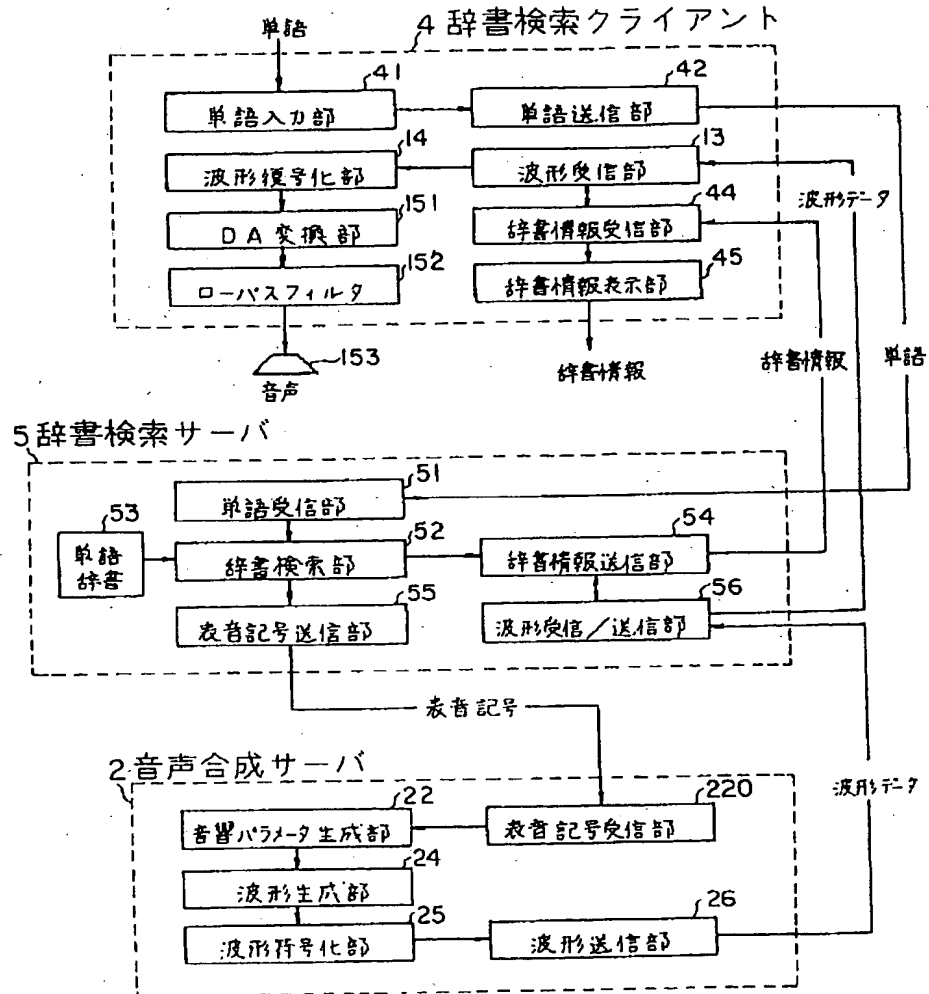 単語
4 辞書検索クライアント
41
単語入力部
42
単語送信部
14
波形復号化部
13
波形受信部
波形データ
151
DA変換部
44
辞書情報受信部
152
ローパスフィルタ
45
辞書情報表示部
153
音声
辞書情報
辞書情報
単語
5 辞書検索サーバ
51
単語受信部
53
単語
辞書
52
辞書検索部
54
辞書情報送信部
55
表音記号送信部
56
波形受信/送信部
表音記号
2 音声合成サーバ
波形データ
22
音響パラメータ生成部
220
表音記号受信部
24
波形生成部
25
波形符号化部
26
波形送信部